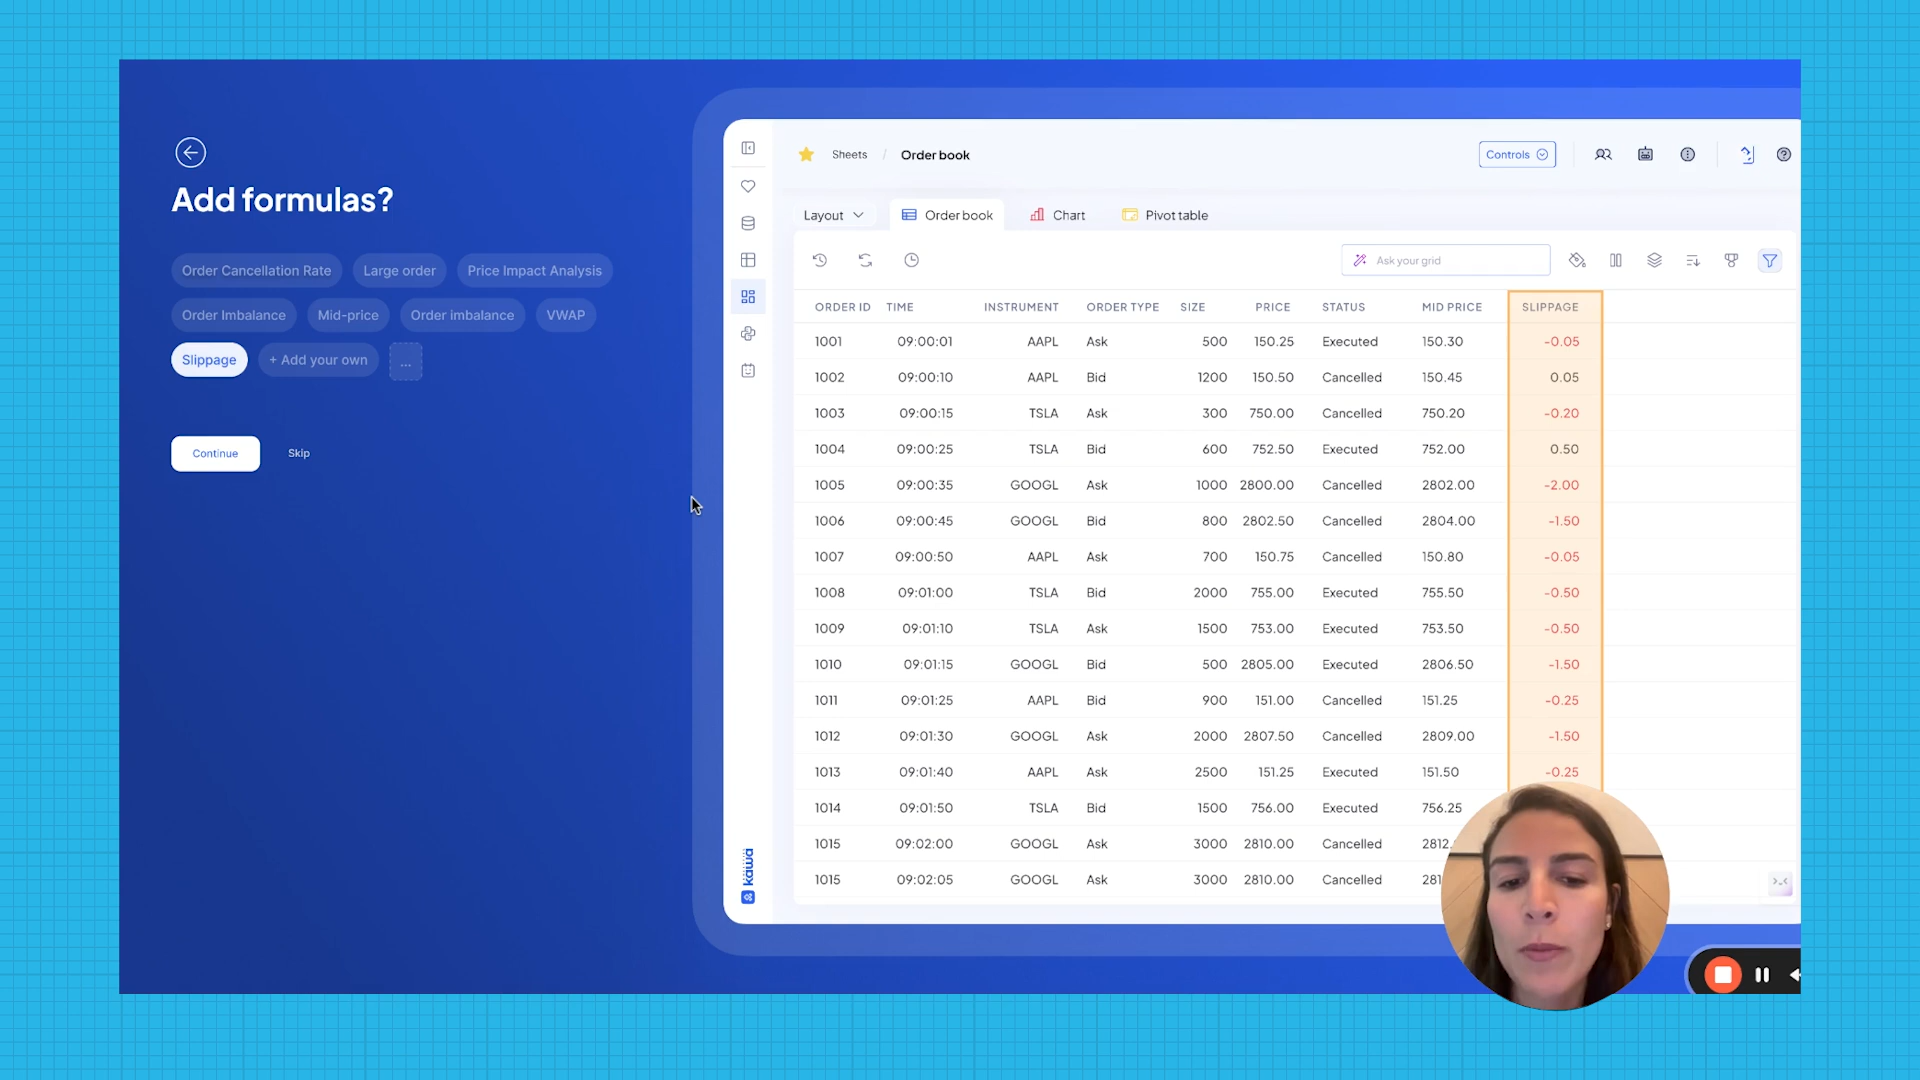 Add formulas?
Order Cancellation Rate Large order Price Impact Analysis
Order Imbalance Mid-price Order imbalance VWAP
Slippage + Add your own ...
Continue Skip
Sheets / Order book Controls
Layout Order book Chart Pivot table
Ask your grid
ORDER ID TIME INSTRUMENT ORDER TYPE SIZE PRICE STATUS MID PRICE SLIPPAGE
1001 09:00:01 AAPL Ask 500 150.25 Executed 150.30 -0.05
1002 09:00:10 AAPL Bid 1200 150.50 Cancelled 150.45 0.05
1003 09:00:15 TSLA Ask 300 750.00 Cancelled 750.20 -0.20
1004 09:00:25 TSLA Bid 600 752.50 Executed 752.00 0.50
1005 09:00:35 GOOGL Ask 1000 2800.00 Cancelled 2802.00 -2.00
1006 09:00:45 GOOGL Bid 800 2802.50 Cancelled 2804.00 -1.50
1007 09:00:50 AAPL Ask 700 150.75 Cancelled 150.80 -0.05
1008 09:01:00 TSLA Bid 2000 755.00 Executed 755.50 -0.50
1009 09:01:10 TSLA Ask 1500 753.00 Executed 753.50 -0.50
1010 09:01:15 GOOGL Bid 500 2805.00 Executed 2806.50 -1.50
1011 09:01:25 AAPL Bid 900 151.00 Cancelled 151.25 -0.25
1012 09:01:30 GOOGL Ask 2000 2807.50 Cancelled 2809.00 -1.50
1013 09:01:40 AAPL Ask 2500 151.25 Executed 151.50 -0.25
1014 09:01:50 TSLA Bid 1500 756.00 Executed 756.25
1015 09:02:00 GOOGL Ask 3000 2810.00 Cancelled 2812.
1015 09:02:05 GOOGL Ask 3000 2810.00 Cancelled 281
kawa